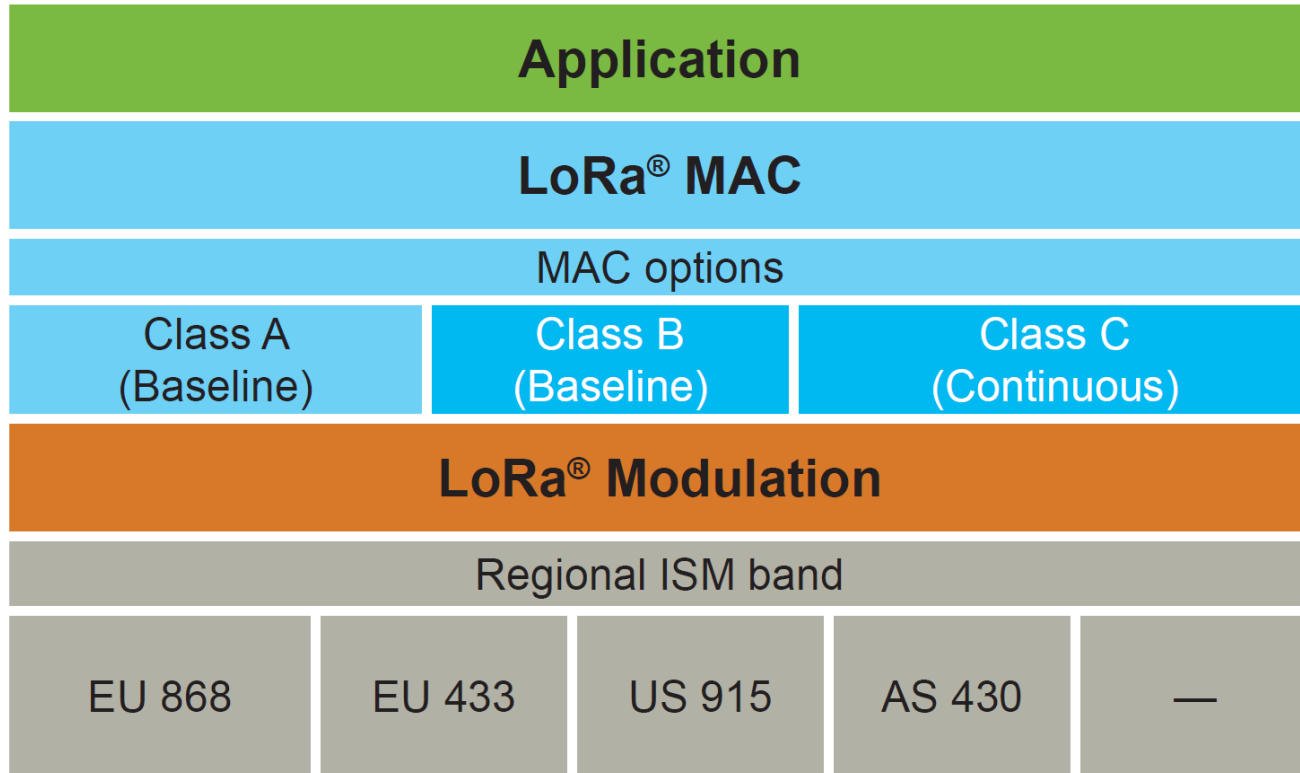 Application
LoRa® MAC
MAC options
Class A
(Baseline)
Class B
(Baseline)
Class C
(Continuous)
LoRa® Modulation
Regional ISM band
EU 868
EU 433
US 915
AS 430
—